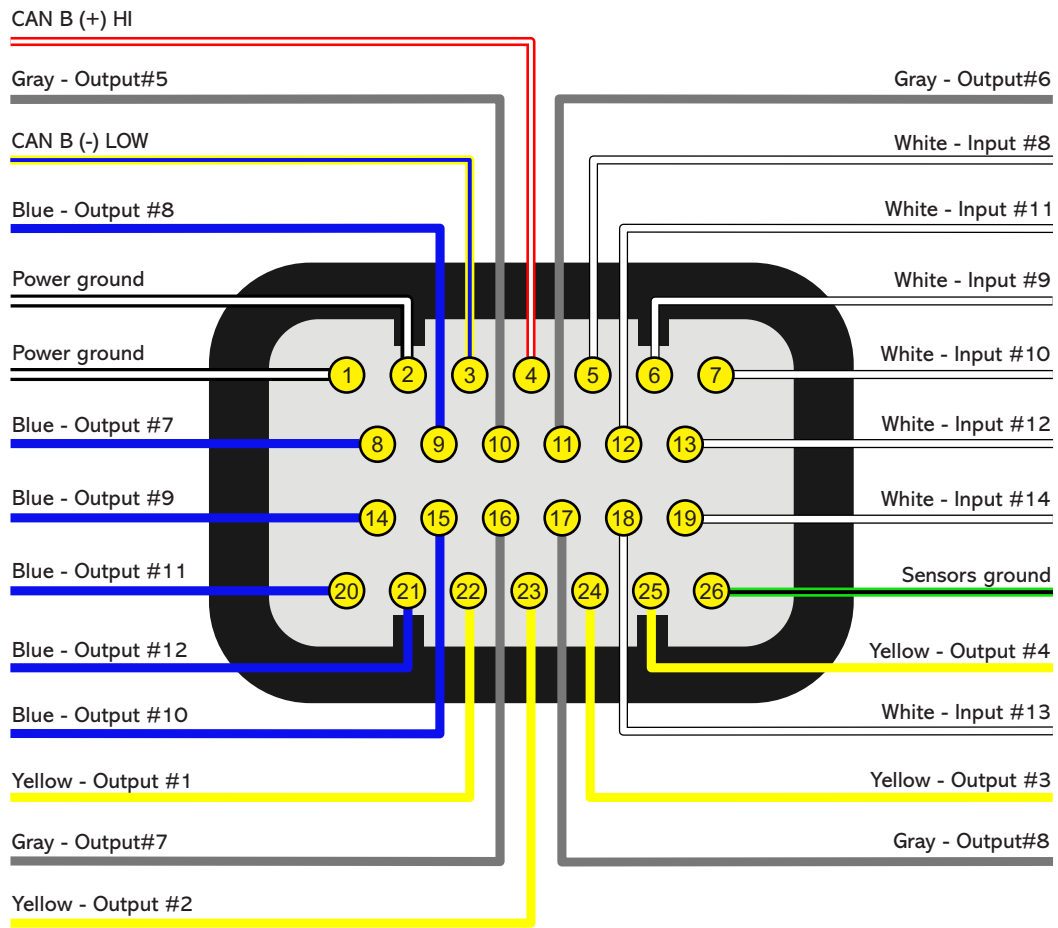 CAN B (+) HI
Gray - Output#5
Gray - Output#6
CAN B (-) LOW
White - Input #8
Blue - Output #8
White - Input #11
Power ground
White - Input #9
Power ground
White - Input #10
1 2 3 4 5 6 7
Blue - Output #7
White - Input #12
8 9 10 11 12 13
Blue - Output #9
White - Input #14
14 15 16 17 18 19
Blue - Output #11
Sensors ground
20 21 22 23 24 25 26
Blue - Output #12
Yellow - Output #4
Blue - Output #10
White - Input #13
Yellow - Output #1
Yellow - Output #3
Gray - Output#7
Gray - Output#8
Yellow - Output #2